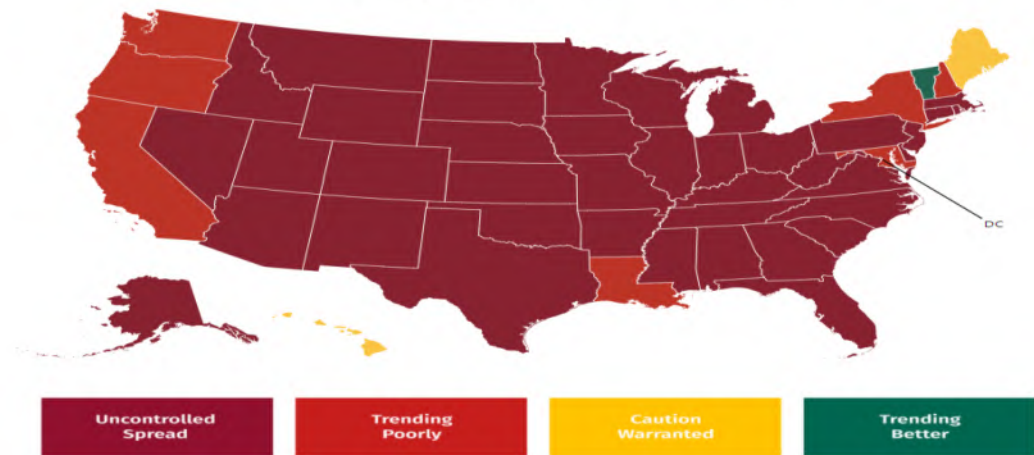 DC
Uncontrolled
Spread
Trending
Poorly
Caution
Warranted
Trending
Better